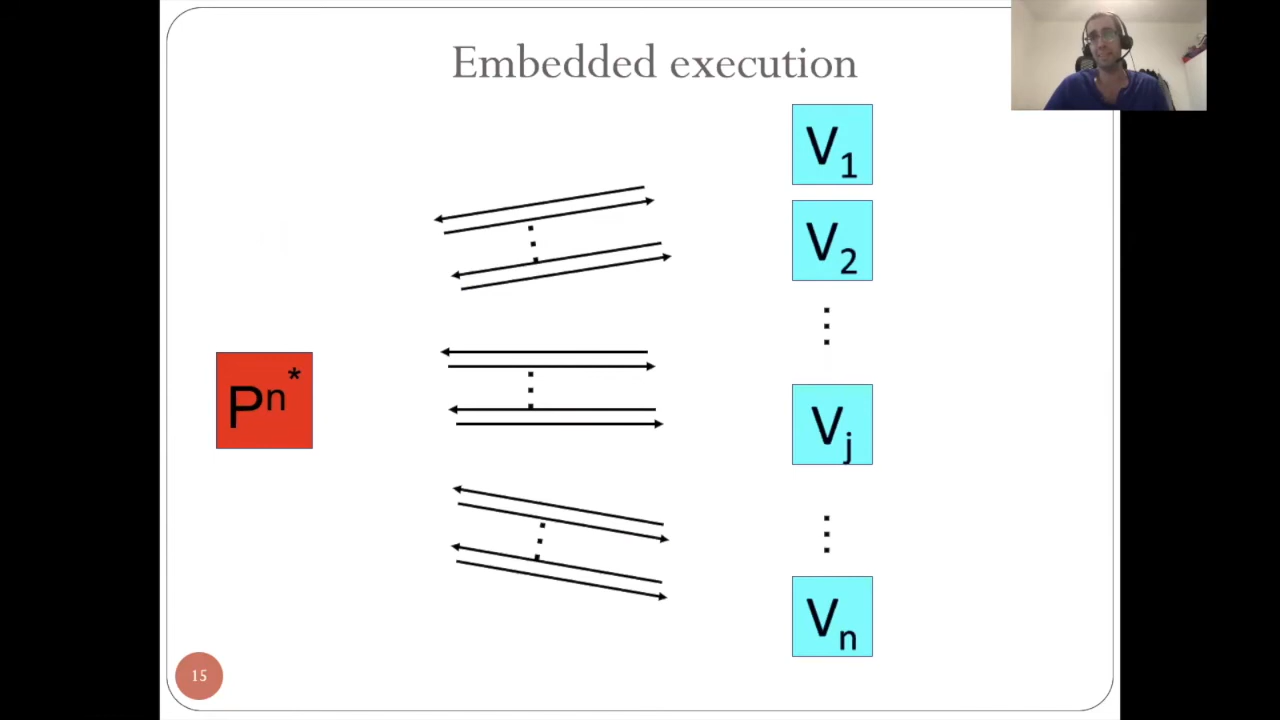 Embedded execution
V₁
V₂
Pⁿ*
Vⱼ
Vₙ
15